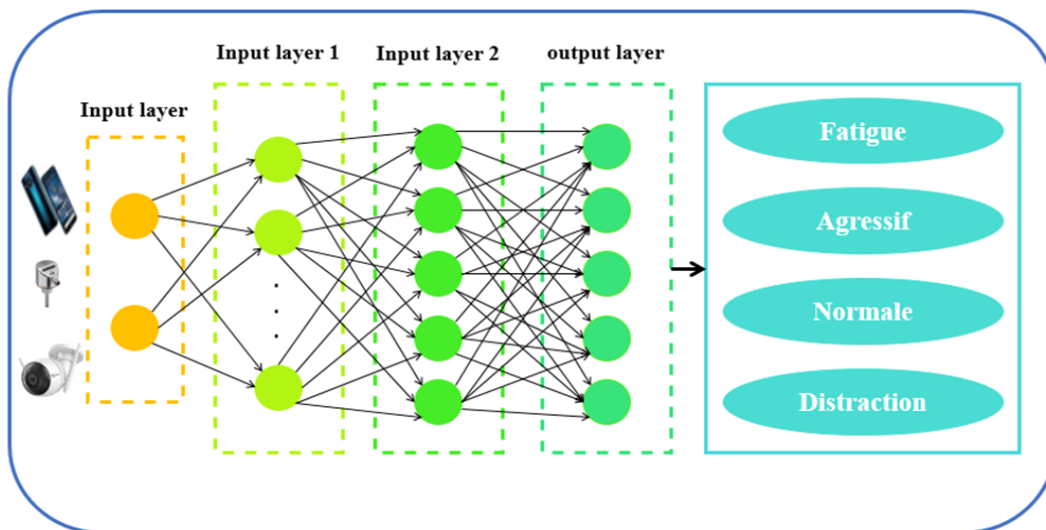 Input layer
Input layer 1
Input layer 2
output layer
Fatigue
Agressif
Normale
Distraction